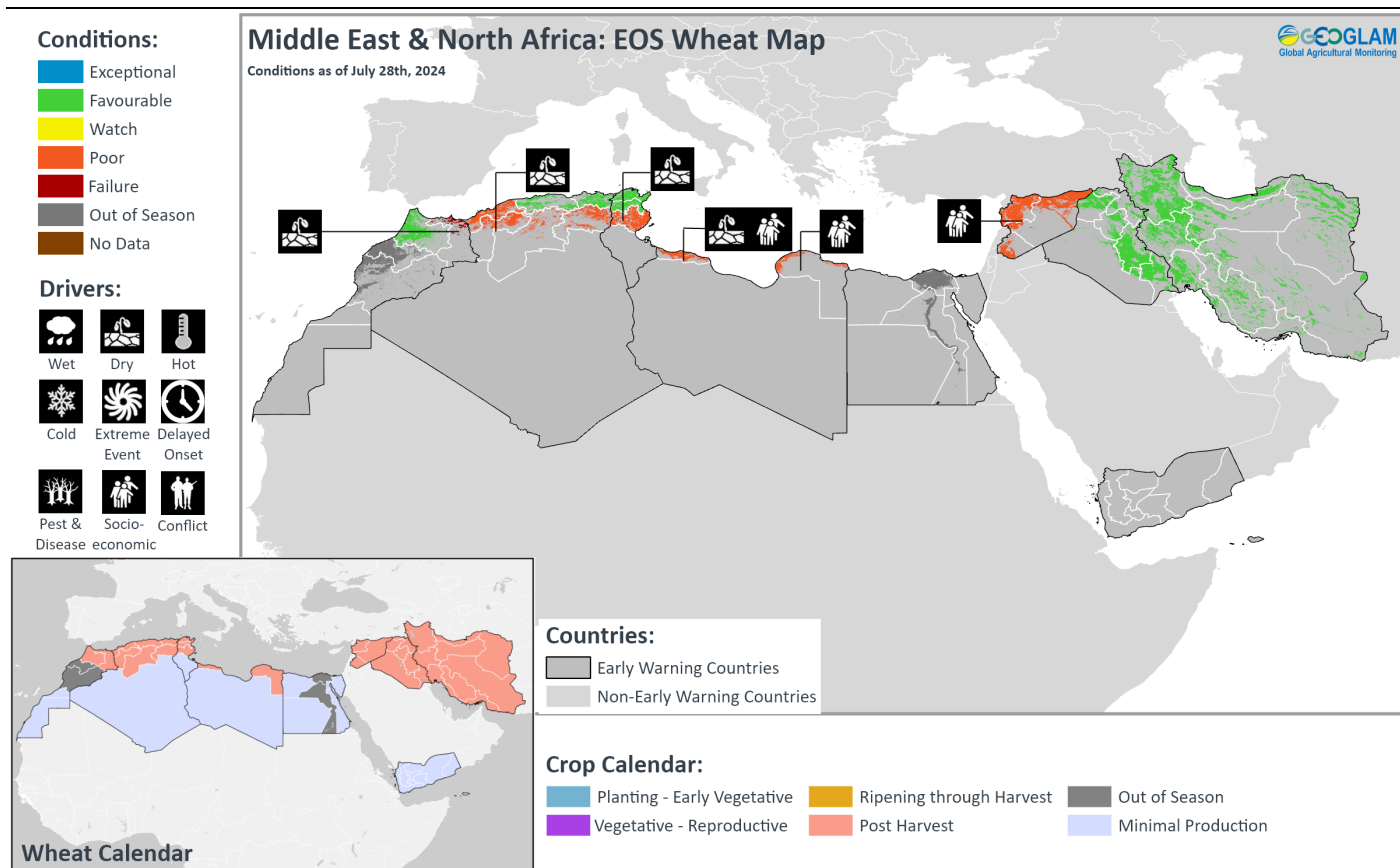 Conditions:
Exceptional
Favourable
Watch
Poor
Failure
Out of Season
No Data
Drivers:
Wet
Dry
Hot
Cold
Extreme
Event
Delayed
Onset
Pest &
Disease
Socio-
economic
Conflict
Middle East & North Africa: EOS Wheat Map
Conditions as of July 28th, 2024
GEOGLAM
Global Agricultural Monitoring
Countries:
Early Warning Countries
Non-Early Warning Countries
Wheat Calendar
Crop Calendar:
Planting - Early Vegetative
Vegetative - Reproductive
Ripening through Harvest
Post Harvest
Out of Season
Minimal Production